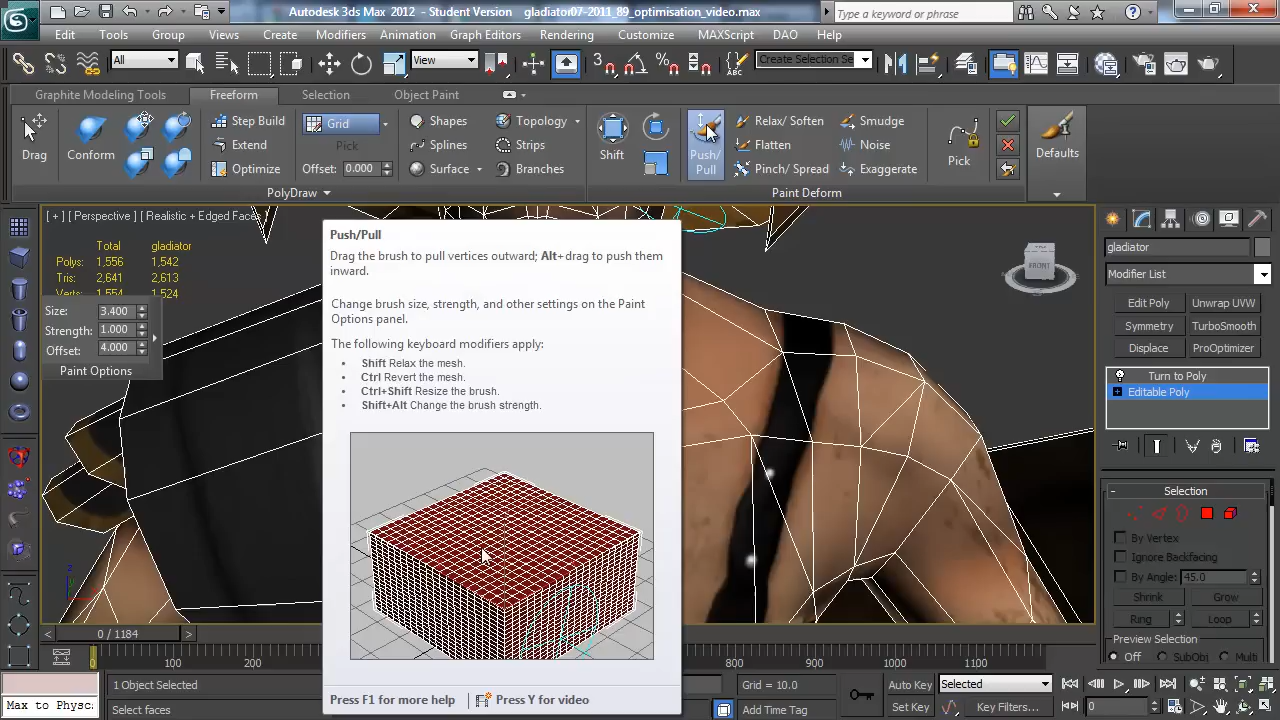 Autodesk 3ds Max 2012 - Student Version gladiator07-2011_89_optimisation_video.max
Type a keyword or phrase
Edit Tools Group Views Create Modifiers Animation Graph Editors Rendering Customize MAXScript DAO Help
All
View
Create Selection Se
Graphite Modeling Tools Freeform Selection Object Paint
Drag
Conform
Step Build
Extend
Optimize
Grid
Pick
Offset: 0.000
Shapes
Splines
Surface
Topology
Strips
Branches
PolyDraw
Shift
Push/
Pull
Relax/ Soften
Flatten
Pinch/ Spread
Smudge
Noise
Exaggerate
Paint Deform
Pick
Defaults
[ + ] [ Perspective ] [ Realistic + Edged Faces
Total gladiator
Polys: 1,556 1,542
Tris: 2,641 2,613
Verts: 1,554 1,524
Size: 3.400
Strength: 1.000
Offset: 4.000
Paint Options
Push/Pull
Drag the brush to pull vertices outward; Alt+drag to push them
inward.
Change brush size, strength, and other settings on the Paint
Options panel.
The following keyboard modifiers apply:
• Shift Relax the mesh.
• Ctrl Revert the mesh.
• Ctrl+Shift Resize the brush.
• Shift+Alt Change the brush strength.
Press F1 for more help
Press Y for video
FRONT
gladiator
Modifier List
Edit Poly Unwrap UVW
Symmetry TurboSmooth
Displace ProOptimizer
Turn to Poly
Editable Poly
Selection
By Vertex
Ignore Backfacing
By Angle: 45.0
Shrink Grow
Ring Loop
Preview Selection
Off SubObj Multi
0 / 1184
0 100 200 800 900 1000 1100
1 Object Selected
Select faces
Max to Physc
Grid = 10.0
Add Time Tag
Auto Key Selected
Set Key Key Filters...
0